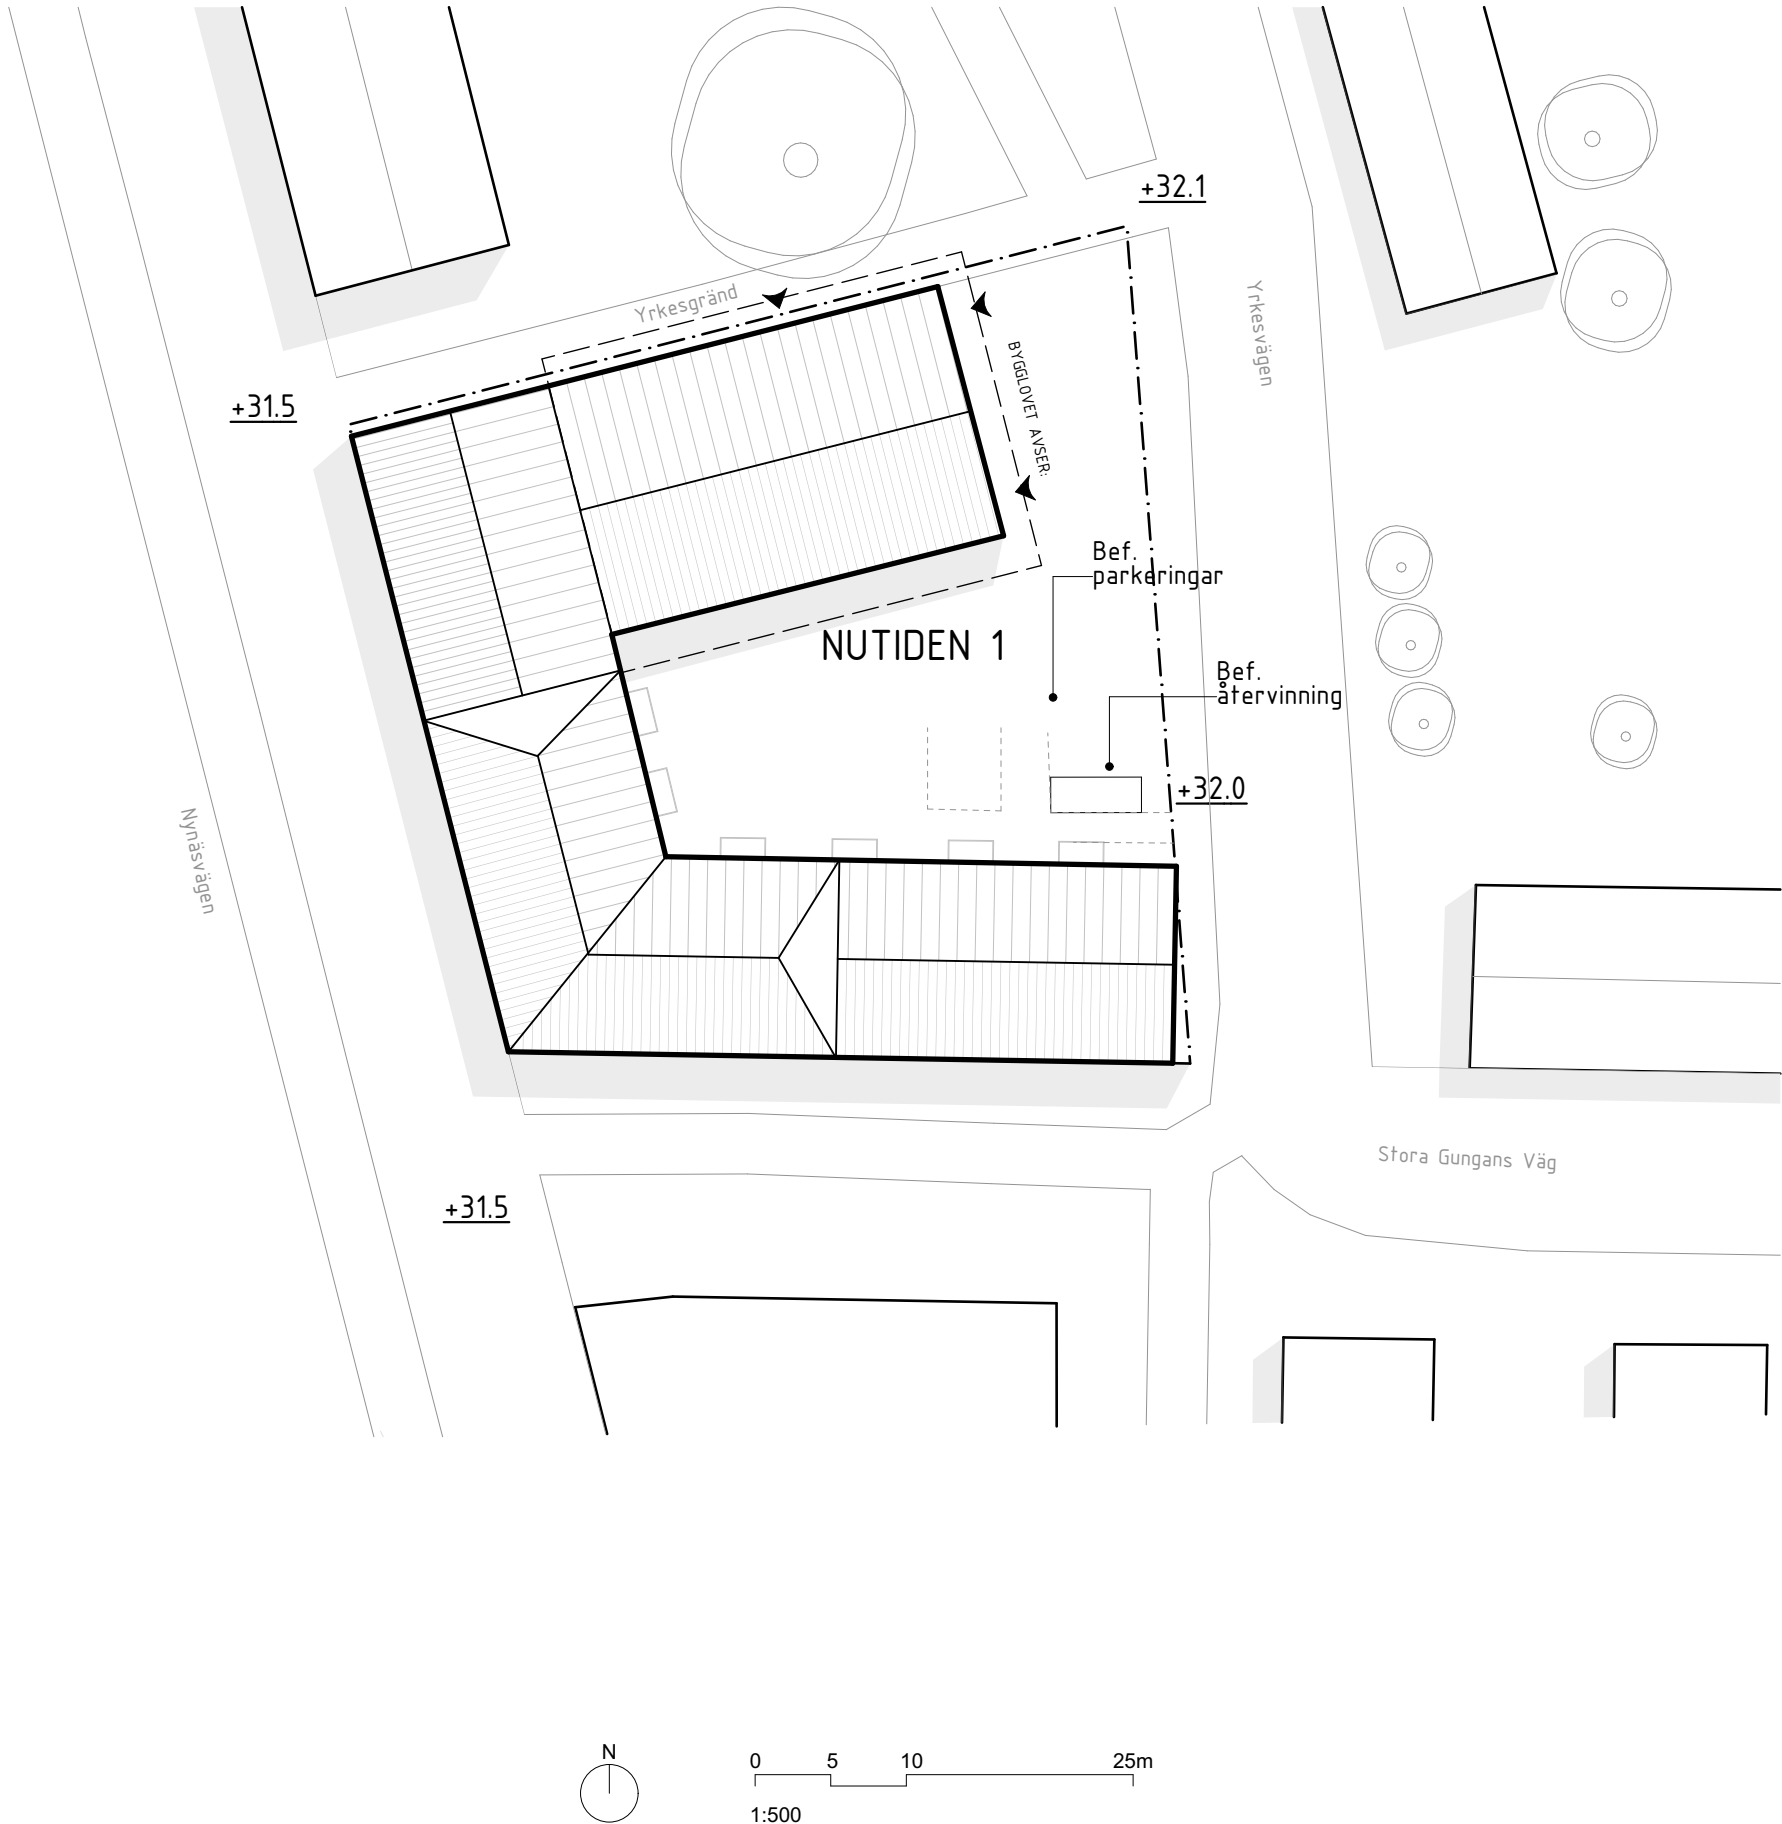 +32.1
Yrkesgränd
Yrkesvägen
+31.5
BYGGLOVET AVSER:
Bef.
parkeringar
NUTIDEN 1
Bef.
återvinning
+32.0
Nynäsvägen
Stora Gungans Väg
+31.5
N
0 5 10 25m
1:500